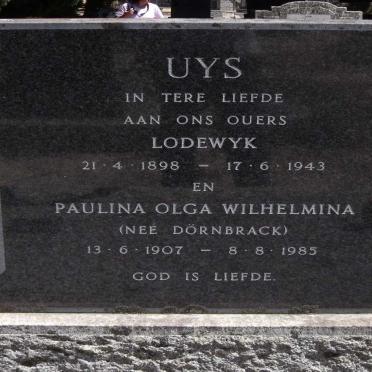 UYS
IN TERE LIEFDE
AAN ONS OUERS
LODEWYK
21·4·1898 – 17·6·1943
EN
PAULINA OLGA WILHELMINA
(NEÉ DÖRNBRACK)
13·6·1907 – 8·8·1985
GOD IS LIEFDE.